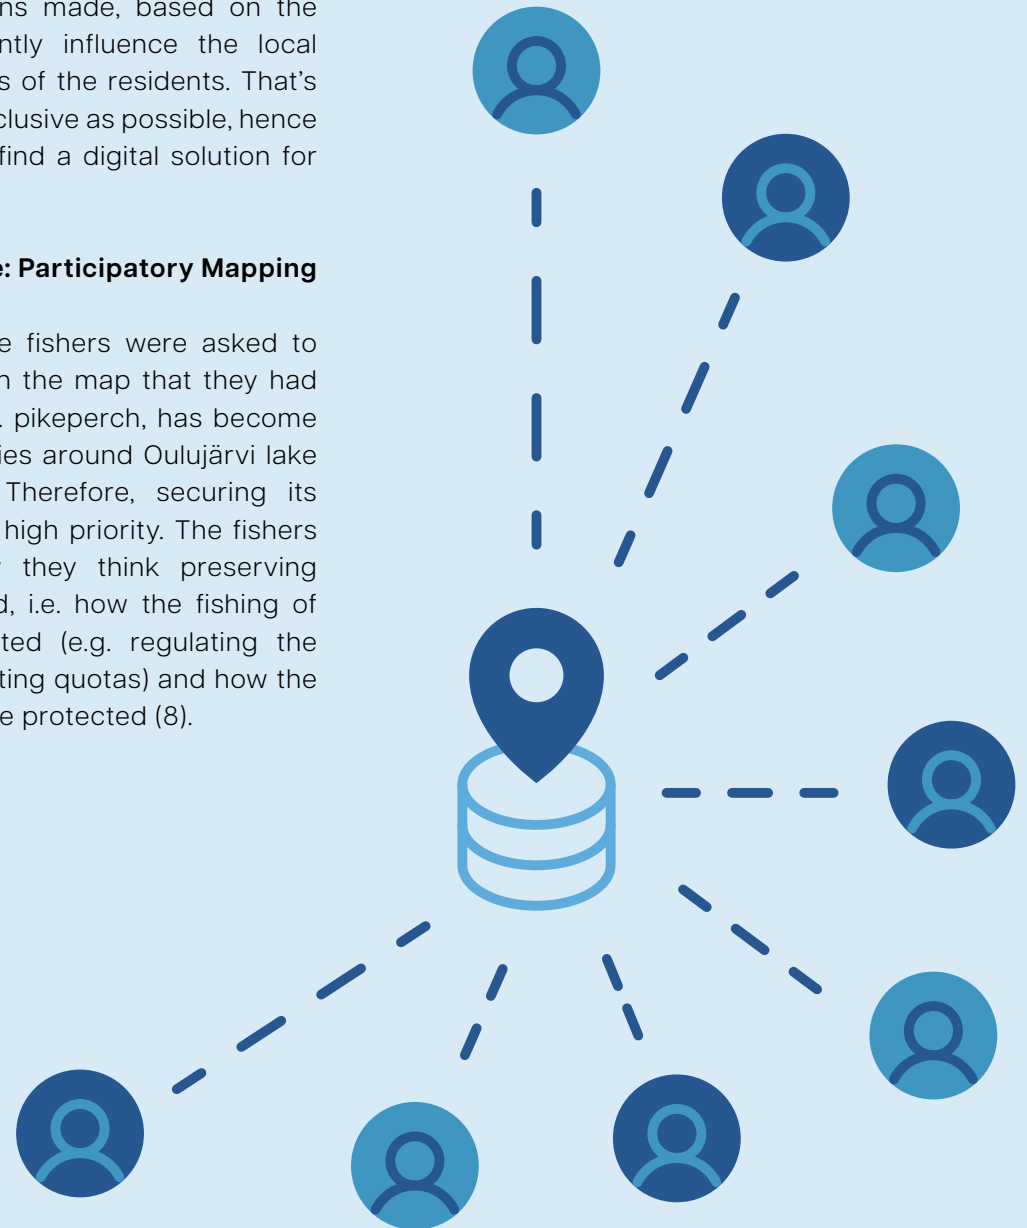 ns made, based on the
ntly influence the local
s of the residents. That’s
clusive as possible, hence
find a digital solution for
e: Participatory Mapping
e fishers were asked to
n the map that they had
. pikeperch, has become
ies around Oulujärvi lake
Therefore, securing its
high priority. The fishers
they think preserving
d, i.e. how the fishing of
ted (e.g. regulating the
ting quotas) and how the
e protected (8).